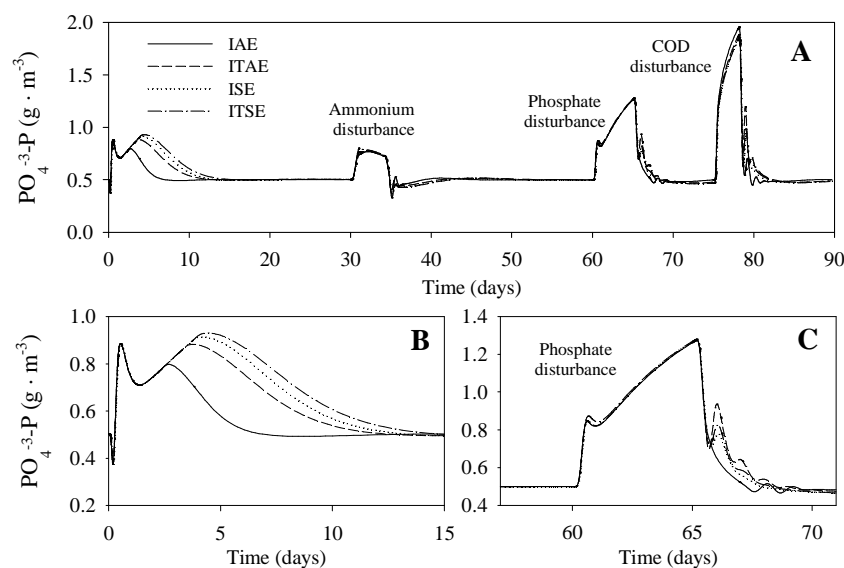 2.0
1.5
1.0
0.5
0.0
PO4-3-P (g · m-3)
IAE
ITAE
ISE
ITSE
Ammonium
disturbance
Phosphate
disturbance
COD
disturbance
A
0 10 20 30 40 50 60 70 80 90
Time (days)
1.0
0.8
0.6
0.4
0.2
PO4-3-P (g · m-3)
B
0 5 10 15
Time (days)
1.4
1.2
1.0
0.8
0.6
0.4
Phosphate
disturbance
C
60 65 70
Time (days)